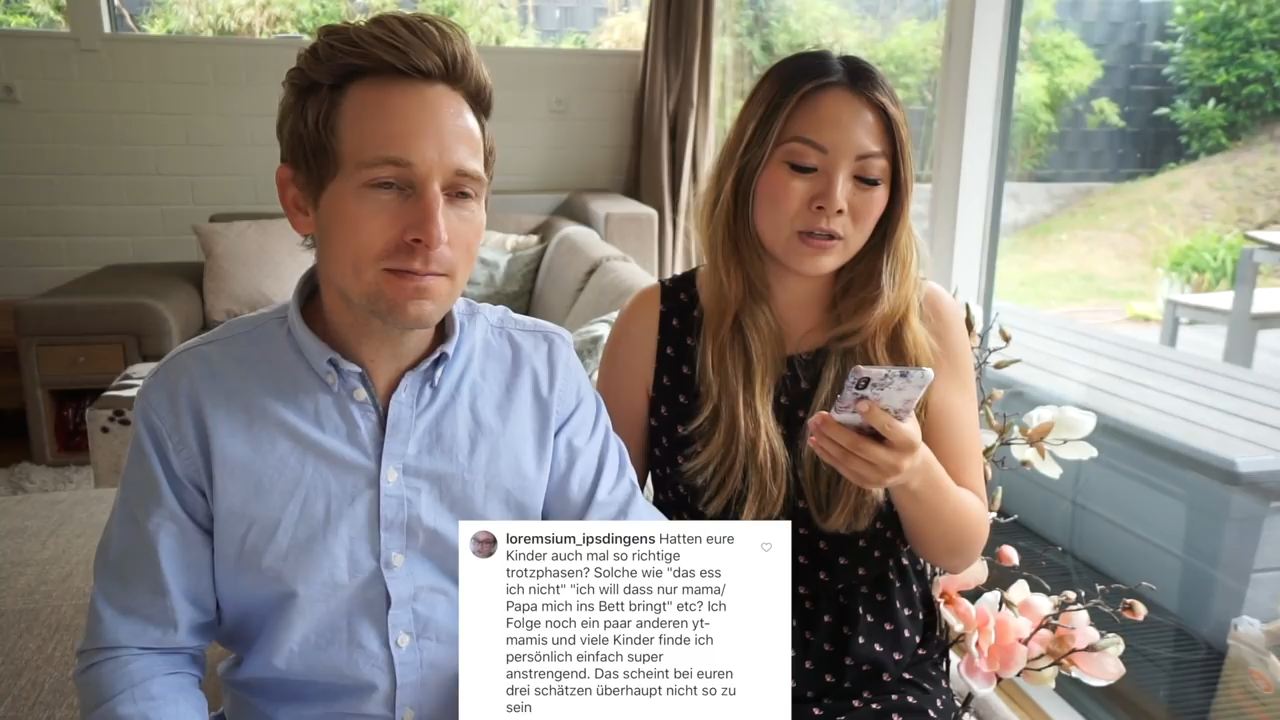 loremsium_ipsdingens Hatten eure
Kinder auch mal so richtige
trotzphasen? Solche wie "das ess
ich nicht" "ich will dass nur mama/
Papa mich ins Bett bringt" etc? Ich
Folge noch ein paar anderen yt-
mamis und viele Kinder finde ich
persönlich einfach super
anstrengend. Das scheint bei euren
drei schätzen überhaupt nicht so zu
sein